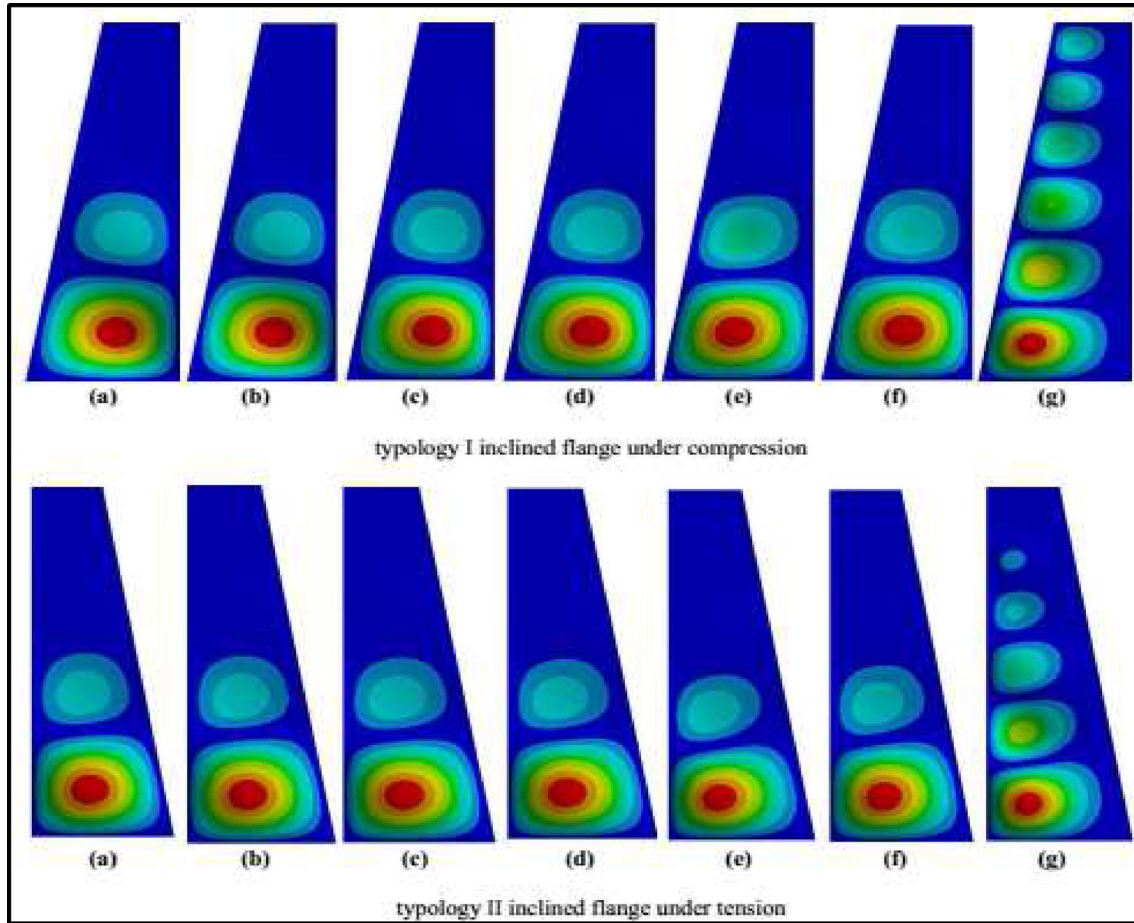 (a) (b) (c) (d) (e) (f) (g)
typology I inclined flange under compression
(a) (b) (c) (d) (e) (f) (g)
typology II inclined flange under tension